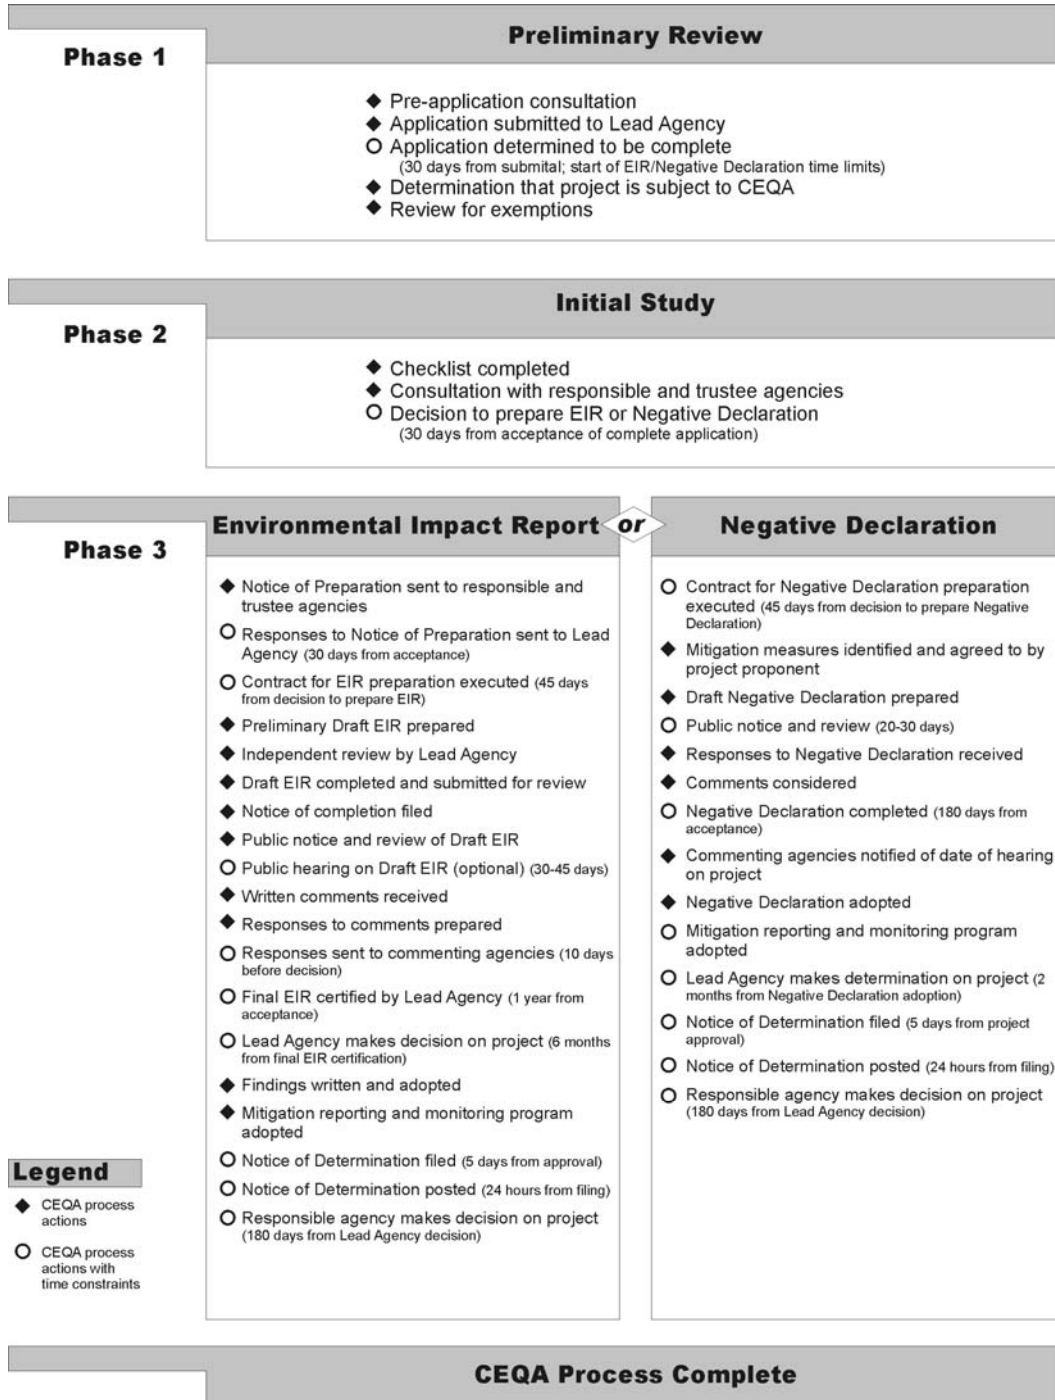 Preliminary Review
Phase 1
Pre-application consultation
Application submitted to Lead Agency
Application determined to be complete
(30 days from submital; start of EIR/Negative Declaration time limits)
Determination that project is subject to CEQA
Review for exemptions
Initial Study
Phase 2
Checklist completed
Consultation with responsible and trustee agencies
Decision to prepare EIR or Negative Declaration
(30 days from acceptance of complete application)
Environmental Impact Report
or
Negative Declaration
Phase 3
Notice of Preparation sent to responsible and
trustee agencies
Responses to Notice of Preparation sent to Lead
Agency (30 days from acceptance)
Contract for EIR preparation executed (45 days
from decision to prepare EIR)
Preliminary Draft EIR prepared
Independent review by Lead Agency
Draft EIR completed and submitted for review
Notice of completion filed
Public notice and review of Draft EIR
Public hearing on Draft EIR (optional) (30-45 days)
Written comments received
Responses to comments prepared
Responses sent to commenting agencies (10 days
before decision)
Final EIR certified by Lead Agency (1 year from
acceptance)
Lead Agency makes decision on project (6 months
from final EIR certification)
Findings written and adopted
Mitigation reporting and monitoring program
adopted
Notice of Determination filed (5 days from approval)
Notice of Determination posted (24 hours from filing)
Responsible agency makes decision on project
(180 days from Lead Agency decision)
Contract for Negative Declaration preparation
executed (45 days from decision to prepare Negative
Declaration)
Mitigation measures identified and agreed to by
project proponent
Draft Negative Declaration prepared
Public notice and review (20-30 days)
Responses to Negative Declaration received
Comments considered
Negative Declaration completed (180 days from
acceptance)
Commenting agencies notified of date of hearing
on project
Negative Declaration adopted
Mitigation reporting and monitoring program
adopted
Lead Agency makes determination on project (2
months from Negative Declaration adoption)
Notice of Determination filed (5 days from project
approval)
Notice of Determination posted (24 hours from filing)
Responsible agency makes decision on project
(180 days from Lead Agency decision)
Legend
CEQA process
actions
CEQA process
actions with
time constraints
CEQA Process Complete